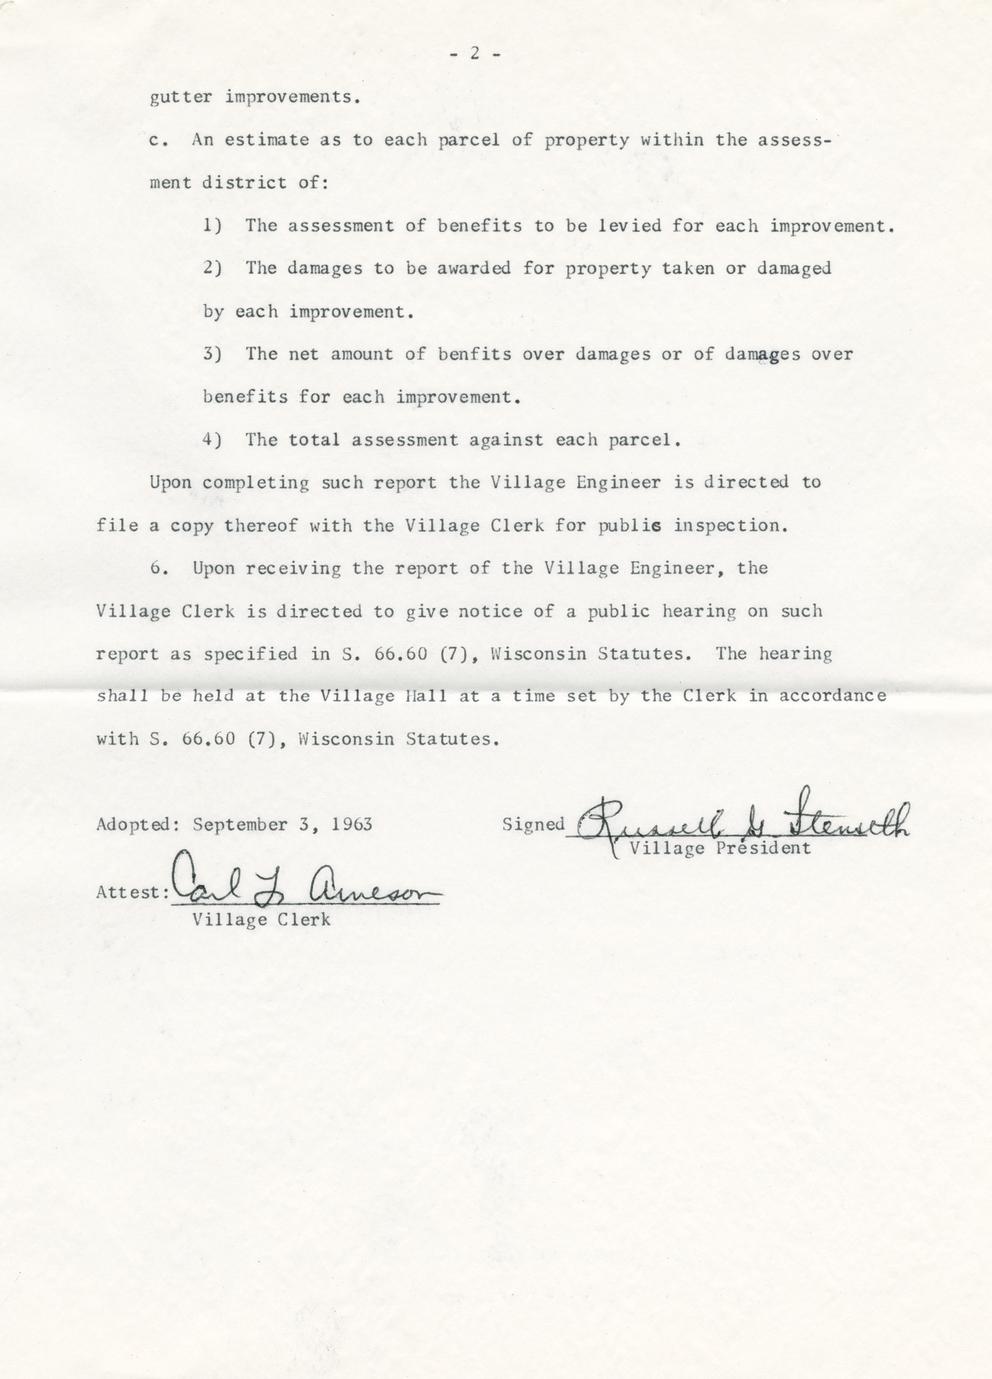 - 2 -
gutter improvements.
c. An estimate as to each parcel of property within the assess-
ment district of:
1) The assessment of benefits to be levied for each improvement.
2) The damages to be awarded for property taken or damaged
by each improvement.
3) The net amount of benfits over damages or of damages over
benefits for each improvement.
4) The total assessment against each parcel.
Upon completing such report the Village Engineer is directed to
file a copy thereof with the Village Clerk for public inspection.
6. Upon receiving the report of the Village Engineer, the
Village Clerk is directed to give notice of a public hearing on such
report as specified in S. 66.60 (7), Wisconsin Statutes. The hearing
shall be held at the Village Hall at a time set by the Clerk in accordance
with S. 66.60 (7), Wisconsin Statutes.
Adopted: September 3, 1963 Signed Russell G Stenseth
Village President
Attest: Carl F Arneson
Village Clerk